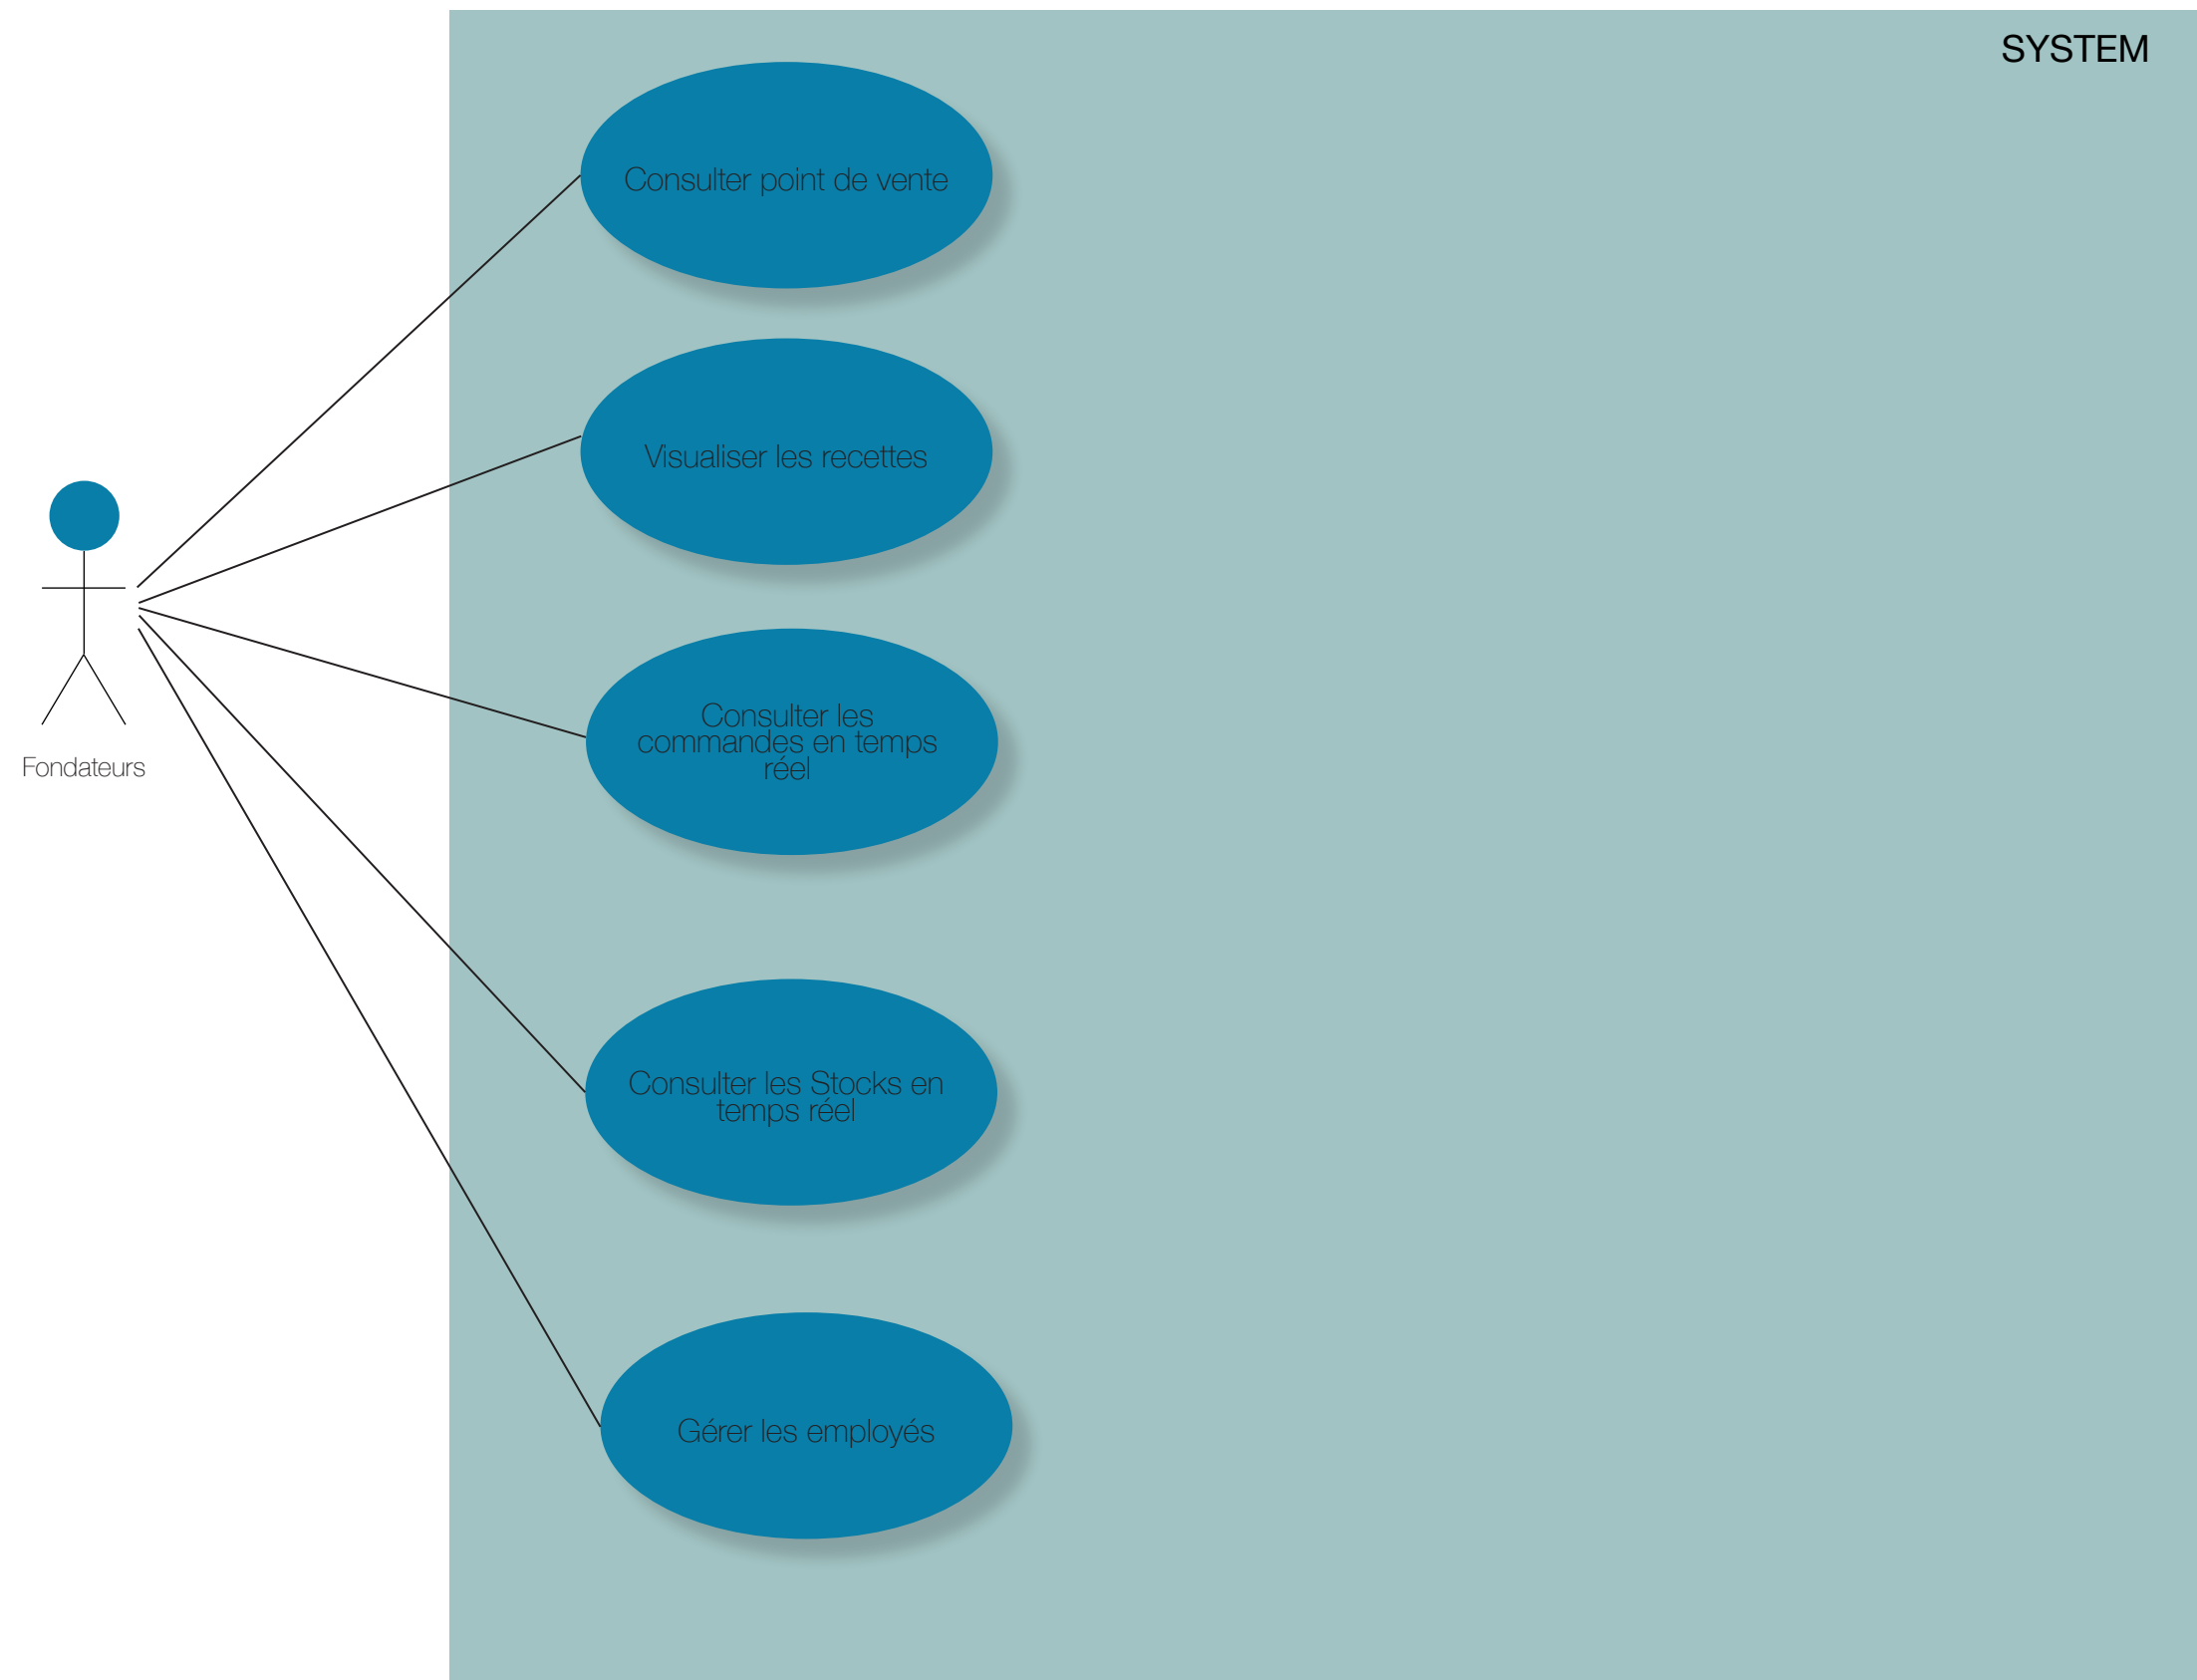 SYSTEM
Consulter point de vente
Visualiser les recettes
Consulter les
commandes en temps
réel
Fondateurs
Consulter les Stocks en
temps réel
Gérer les employés